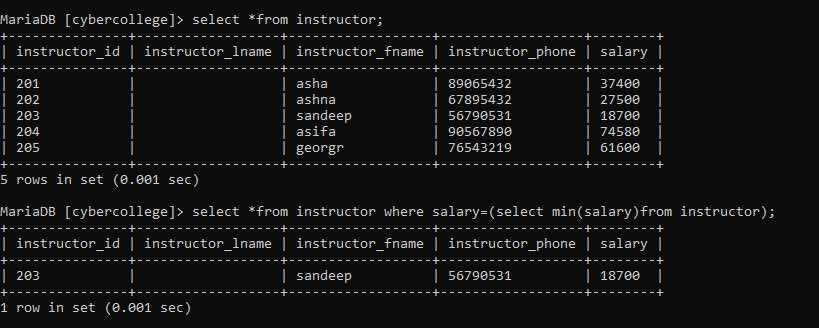 MariaDB [cybercollege]> select *from instructor;
+---------------+------------------+------------------+------------------+--------+
| instructor_id | instructor_lname | instructor_fname | instructor_phone | salary |
+---------------+------------------+------------------+------------------+--------+
| 201           |                  | asha             | 89065432         | 37400  |
| 202           |                  | ashna            | 67895432         | 27500  |
| 203           |                  | sandeep          | 56790531         | 18700  |
| 204           |                  | asifa            | 90567890         | 74580  |
| 205           |                  | georgr           | 76543219         | 61600  |
+---------------+------------------+------------------+------------------+--------+
5 rows in set (0.001 sec)
MariaDB [cybercollege]> select *from instructor where salary=(select min(salary)from instructor);
+---------------+------------------+------------------+------------------+--------+
| instructor_id | instructor_lname | instructor_fname | instructor_phone | salary |
+---------------+------------------+------------------+------------------+--------+
| 203           |                  | sandeep          | 56790531         | 18700  |
+---------------+------------------+------------------+------------------+--------+
1 row in set (0.001 sec)